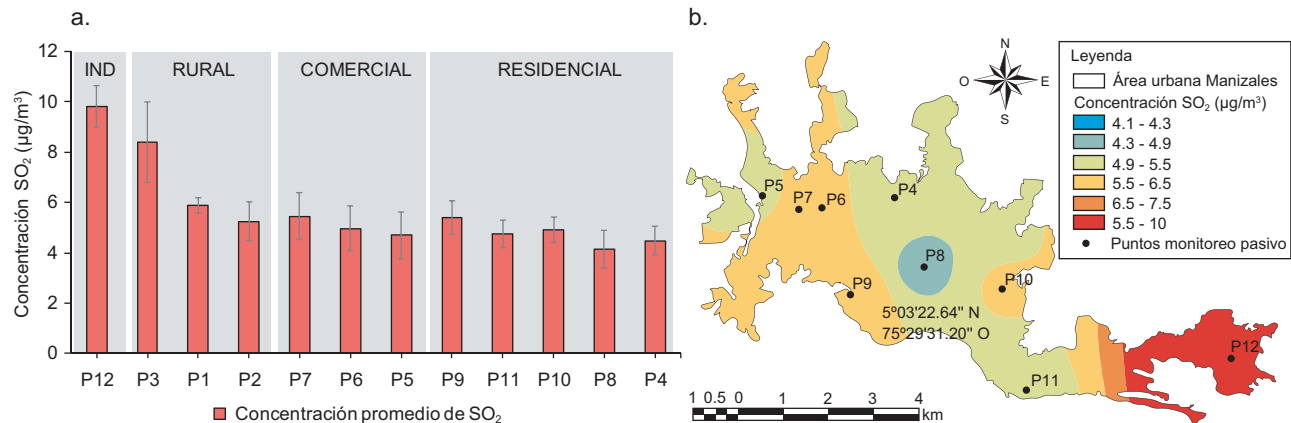 a.
Concentración SO₂ (µg/m³)
12
10
8
6
4
2
0
IND
RURAL
COMERCIAL
RESIDENCIAL
P12 P3 P1 P2 P7 P6 P5 P9 P11 P10 P8 P4
Concentración promedio de SO₂
b.
N
O E
S
Leyenda
Área urbana Manizales
Concentración SO₂ (µg/m³)
4.1 - 4.3
4.3 - 4.9
4.9 - 5.5
5.5 - 6.5
6.5 - 7.5
5.5 - 10
Puntos monitoreo pasivo
P5
P7
P6
P4
P8
P9
P10
5º03'22.64'' N
75º29'31.20'' O
P12
P11
1 0.5 0 1 2 3 4
km